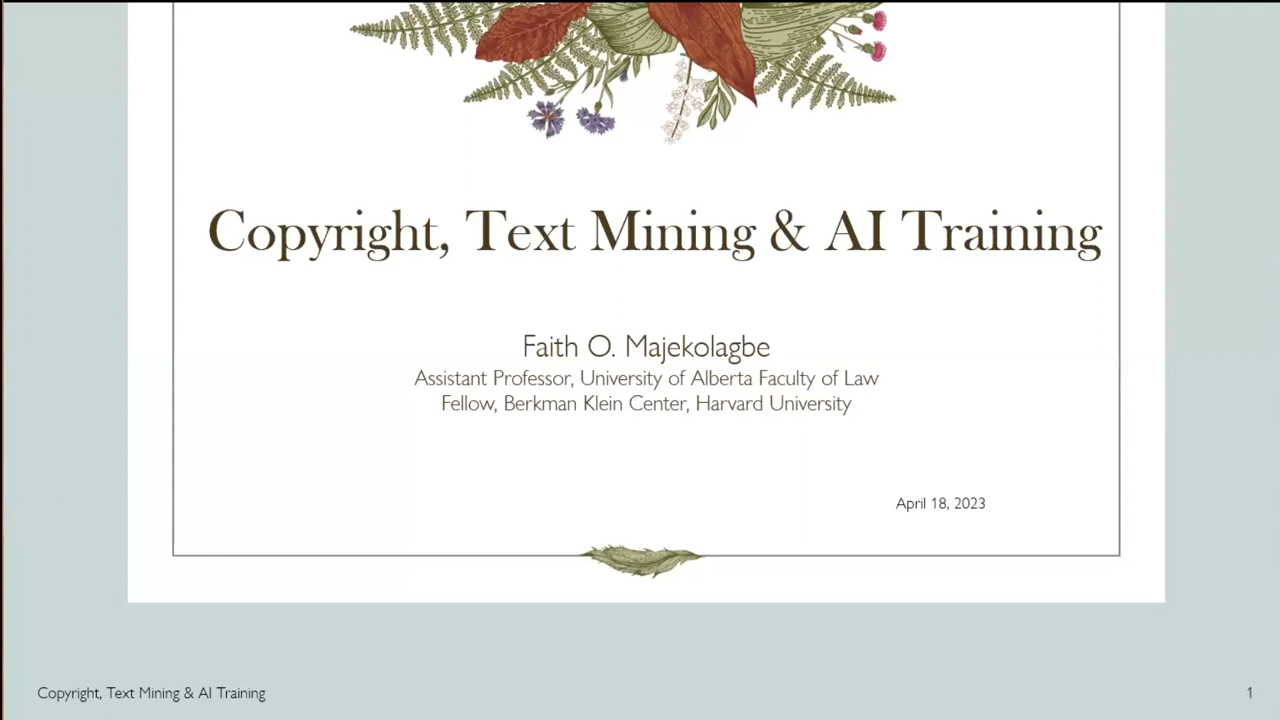 Copyright, Text Mining & AI Training
Faith O. Majekolagbe
Assistant Professor, University of Alberta Faculty of Law
Fellow, Berkman Klein Center, Harvard University
April 18, 2023
Copyright, Text Mining & AI Training
1